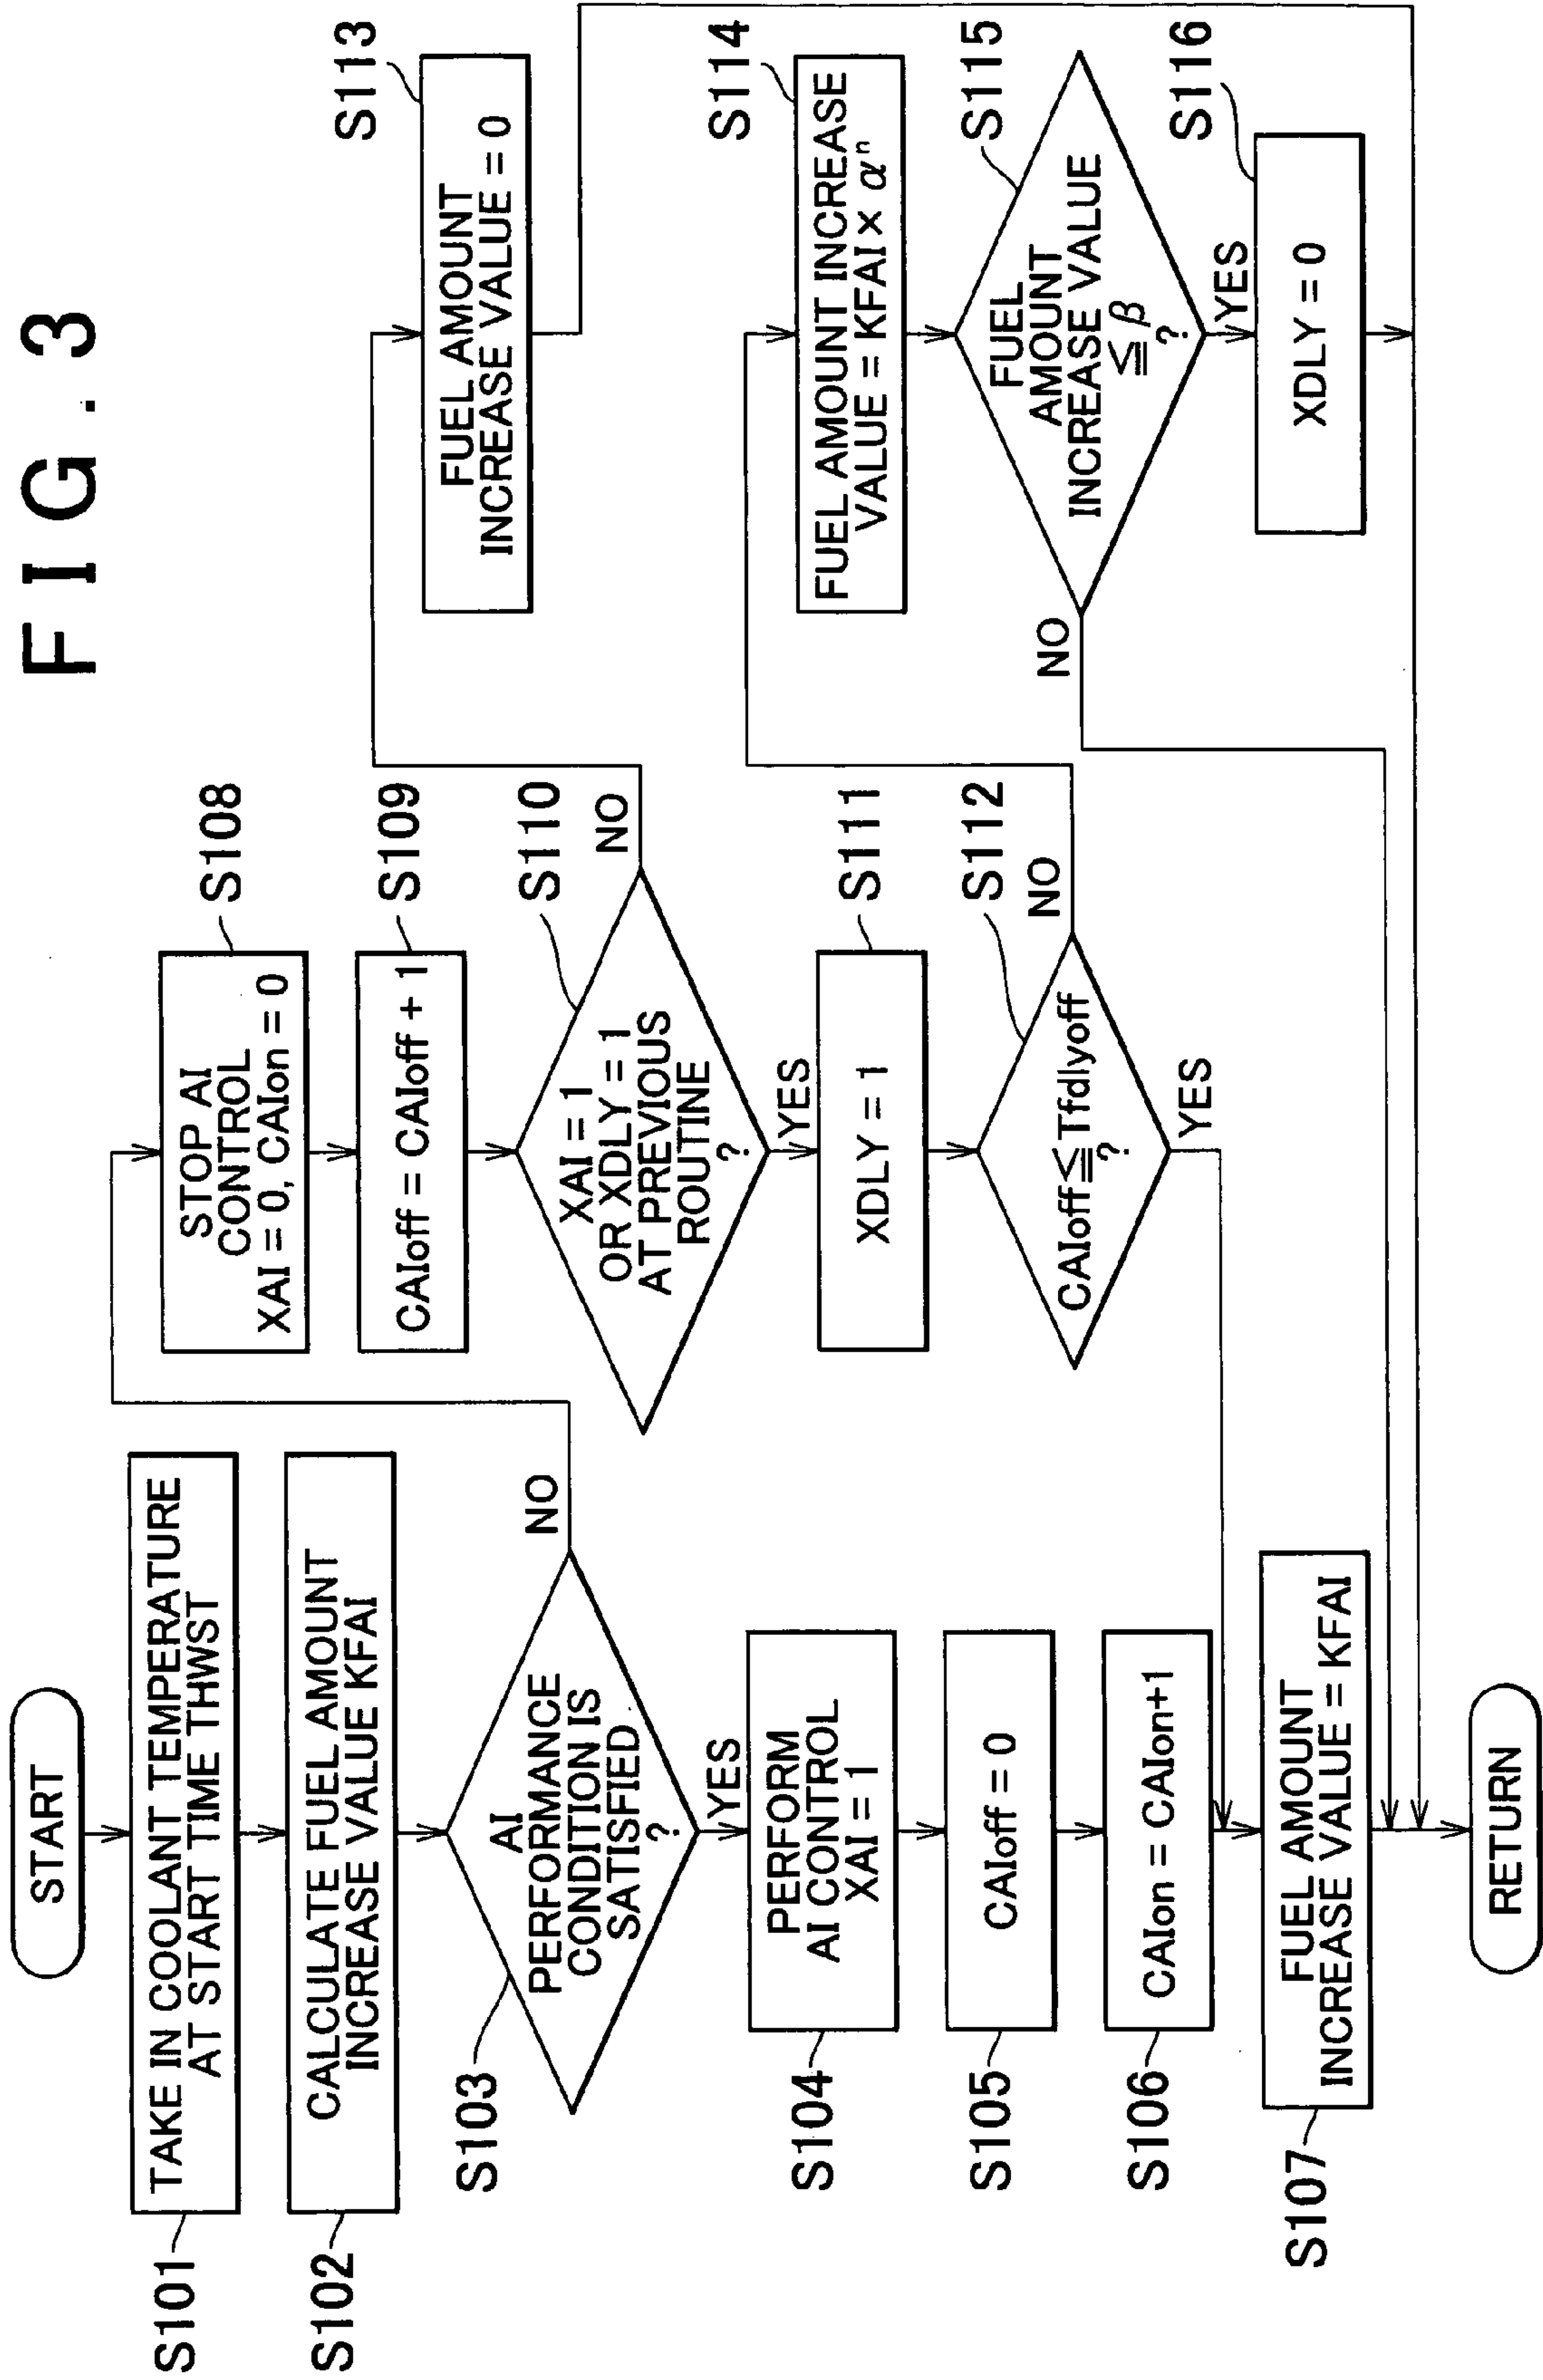 FIG. 3
START
S101
TAKE IN COOLANT TEMPERATURE
AT START TIME THWST
S102
CALCULATE FUEL AMOUNT
INCREASE VALUE KFAI
S103
AI
PERFORMANCE
CONDITION IS
SATISFIED
?
NO
YES
S104
PERFORM
AI CONTROL
XAI = 1
S105
CAIoff = 0
S106
CAIon = CAIon+1
S107
FUEL AMOUNT
INCREASE VALUE = KFAI
RETURN
S108
STOP AI
CONTROL
XAI = 0, CAIon = 0
S109
CAIoff = CAIoff + 1
S110
XAI = 1
OR XDLY = 1
AT PREVIOUS
ROUTINE
?
NO
YES
S111
XDLY = 1
S112
CAIoff≦Tfdlyoff
?
NO
YES
S113
FUEL AMOUNT
INCREASE VALUE = 0
S114
FUEL AMOUNT INCREASE
VALUE = KFAI × αⁿ
S115
FUEL
AMOUNT
INCREASE VALUE
≦ β
?
NO
YES
S116
XDLY = 0